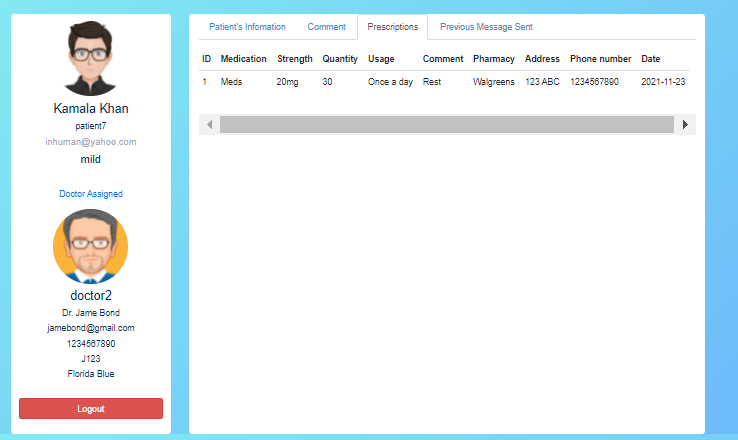 Kamala Khan
patient7
inhuman@yahoo.com
mild
Doctor Assigned
doctor2
Dr. Jame Bond
jamebond@gmail.com
1234567890
J123
Florida Blue
Logout
Patient's Infomation Comment Prescriptions Previous Message Sent
ID Medication Strength Quantity Usage Comment Pharmacy Address Phone number Date
1 Meds 20mg 30 Once a day Rest Walgreens 123 ABC 1234567890 2021-11-23